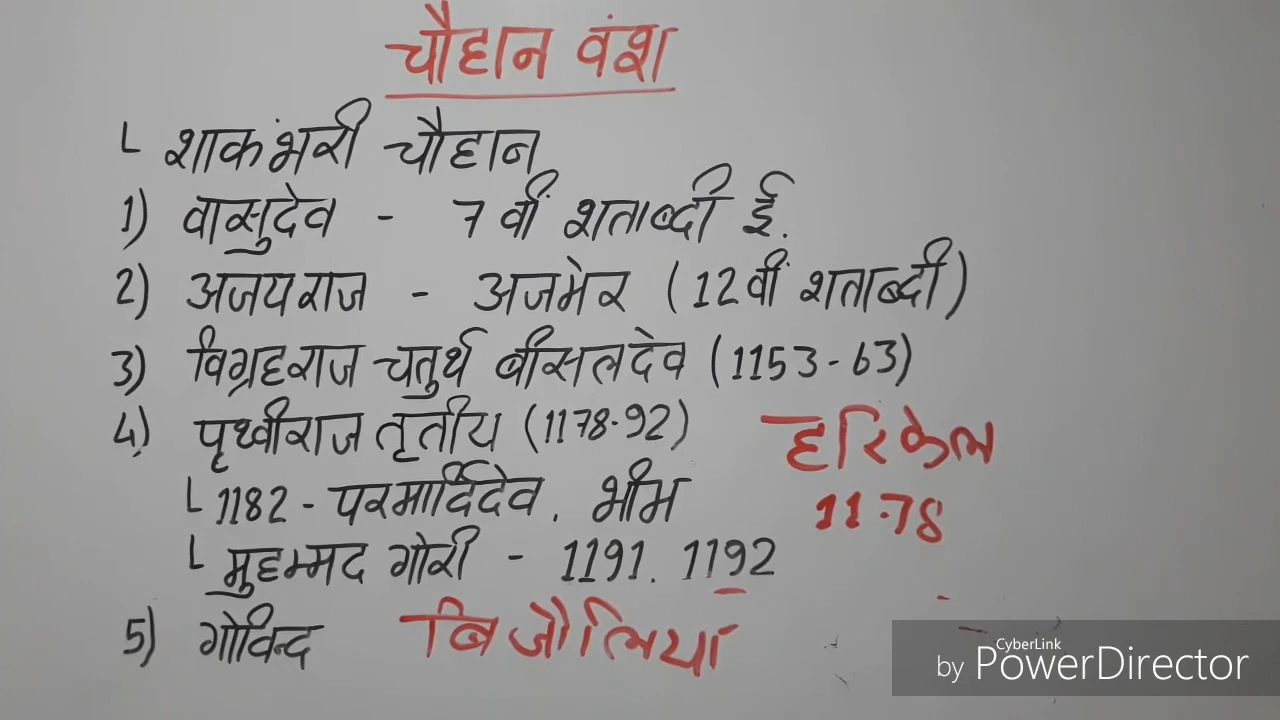 चौहान वंश
└ शाकंभरी चौहान
1) वासुदेव - 7 वीं शताब्दी ई.
2) अजयराज - अजमेर (12वीं शताब्दी)
3) विग्रहराज चतुर्थ बीसलदेव (1153-63)
4) पृथ्वीराज तृतीय (1178-92)
हरिकेल
└ 1182 - परमार्दिदेव. भीम
1178
└ मुहम्मद गोरी - 1191. 1192
5) गोविन्द
बिजौलियां
CyberLink
by PowerDirector